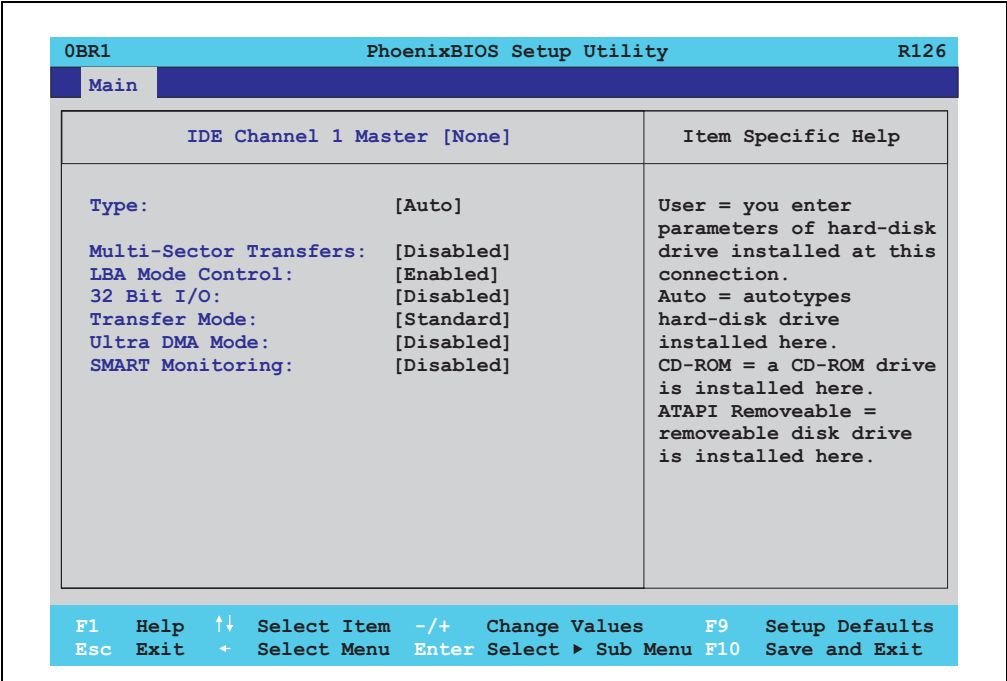 0BR1 PhoenixBIOS Setup Utility R126
Main
IDE Channel 1 Master [None]
Item Specific Help
Type: [Auto]
Multi-Sector Transfers: [Disabled]
LBA Mode Control: [Enabled]
32 Bit I/O: [Disabled]
Transfer Mode: [Standard]
Ultra DMA Mode: [Disabled]
SMART Monitoring: [Disabled]
User = you enter
parameters of hard-disk
drive installed at this
connection.
Auto = autotypes
hard-disk drive
installed here.
CD-ROM = a CD-ROM drive
is installed here.
ATAPI Removeable =
removeable disk drive
is installed here.
F1 Help ↑↓ Select Item -/+ Change Values F9 Setup Defaults
Esc Exit ← Select Menu Enter Select ▶ Sub Menu F10 Save and Exit